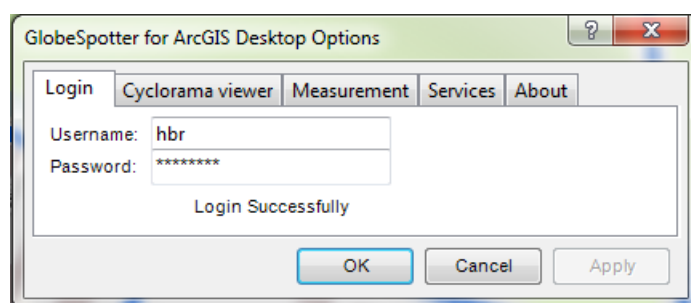 GlobeSpotter for ArcGIS Desktop Options ? X
Login Cyclorama viewer Measurement Services About
Username: hbr
Password: ********
Login Successfully
OK Cancel Apply